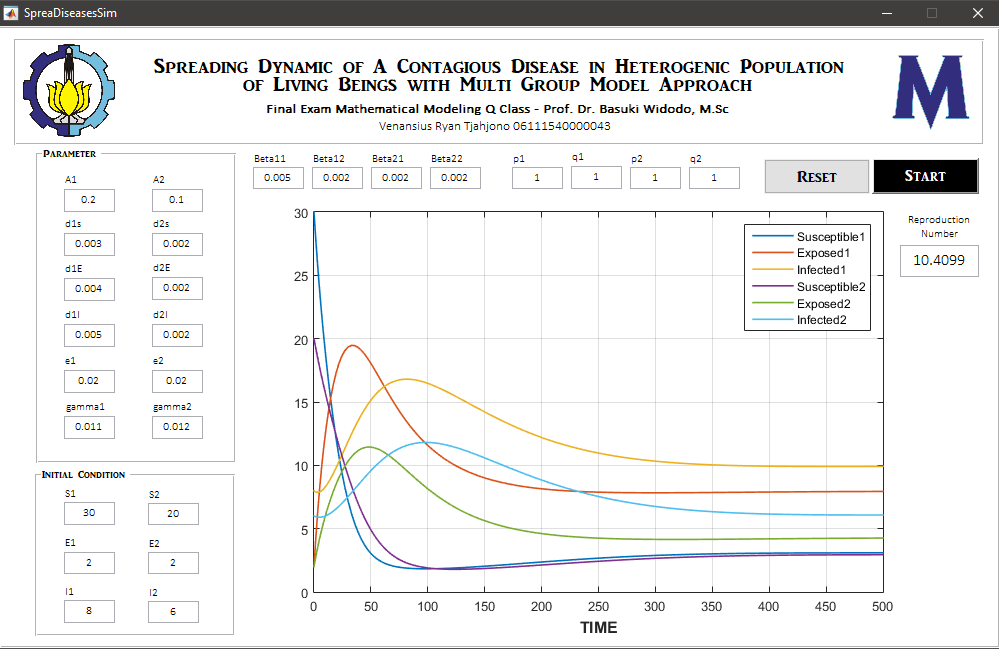 SpreaDiseasesSim
Spreading Dynamic of A Contagious Disease in Heterogenic Population
of Living Beings with Multi Group Model Approach
Final Exam Mathematical Modeling Q Class - Prof. Dr. Basuki Widodo, M.Sc
Venansius Ryan Tjahjono 06111540000043
M
Parameter
A1 A2
0.2 0.1
d1s d2s
0.003 0.002
d1E d2E
0.004 0.002
d1I d2I
0.005 0.002
e1 e2
0.02 0.02
gamma1 gamma2
0.011 0.012
Initial Condition
S1 S2
30 20
E1 E2
2 2
I1 I2
8 6
Beta11 Beta12 Beta21 Beta22 p1 q1 p2 q2
0.005 0.002 0.002 0.002 1 1 1 1
Reset Start
Reproduction
Number
10.4099
Susceptible1
Exposed1
Infected1
Susceptible2
Exposed2
Infected2
30
25
20
15
10
5
0
0 50 100 150 200 250 300 350 400 450 500
TIME